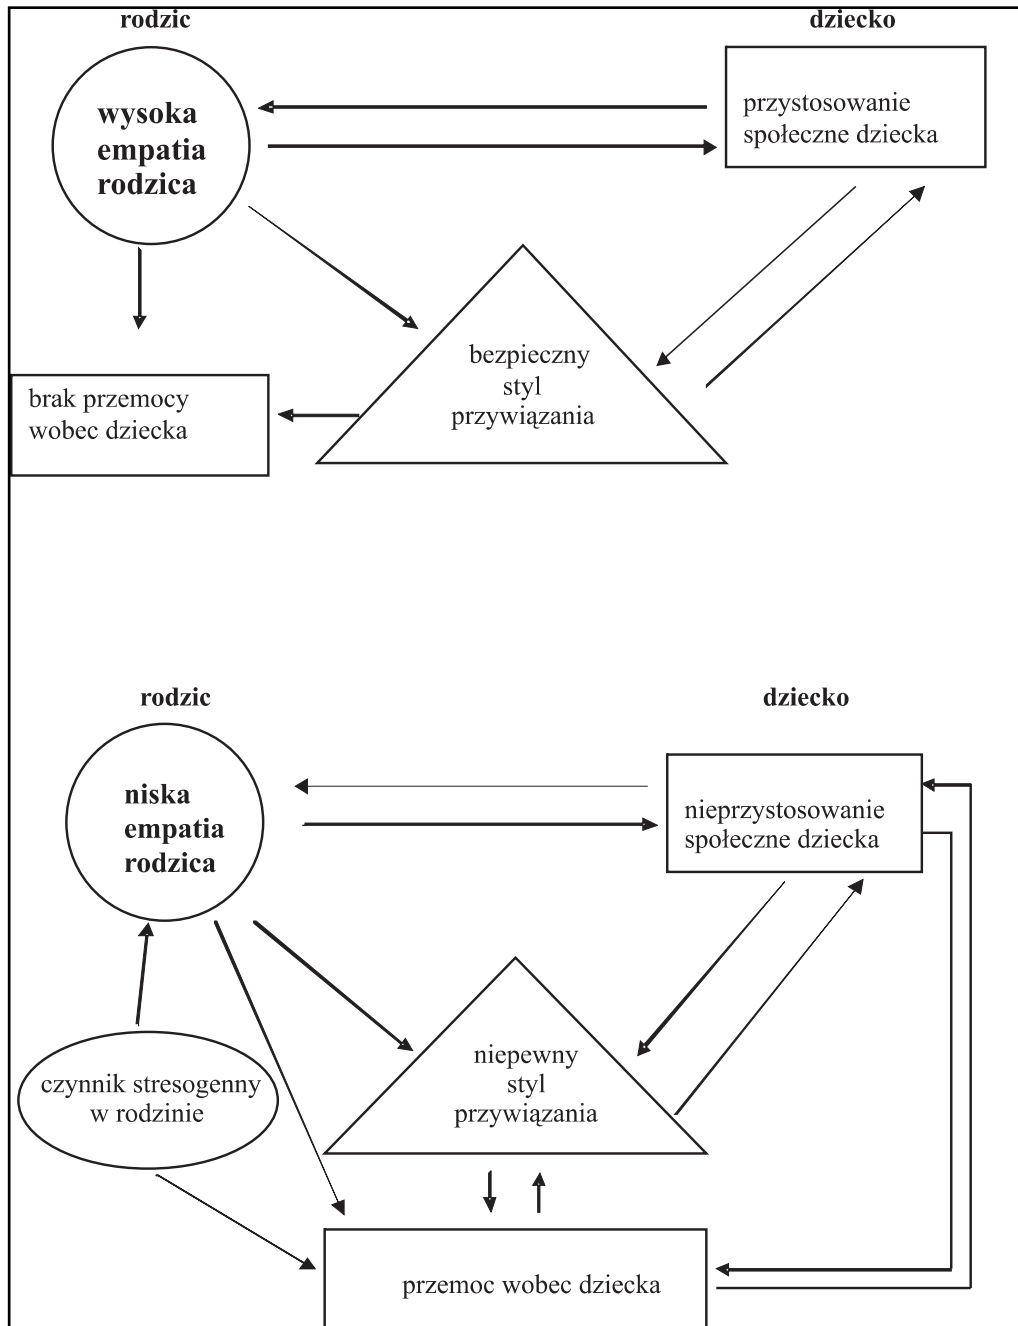 rodzic
dziecko
wysoka
empatia
rodzica
przystosowanie
społeczne dziecka
bezpieczny
styl
przywiązania
brak przemocy
wobec dziecka
rodzic
dziecko
niska
empatia
rodzica
nieprzystosowanie
społeczne dziecka
czynnik stresogenny
w rodzinie
niepewny
styl
przywiązania
przemoc wobec dziecka